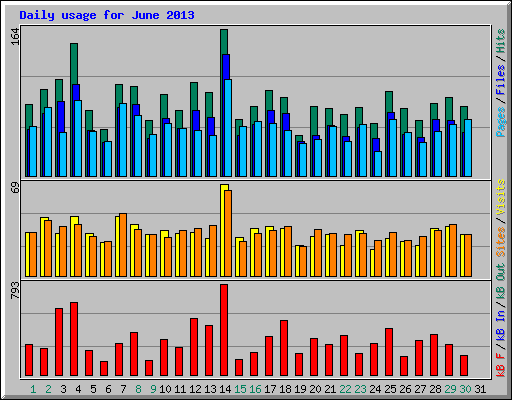 Daily usage for June 2013
164
Pages / Files / Hits
69
Sites / Visits
793
kB F / kB In / kB Out
1 2 3 4 5 6 7 8 9 10 11 12 13 14 15 16 17 18 19 20 21 22 23 24 25 26 27 28 29 30 31